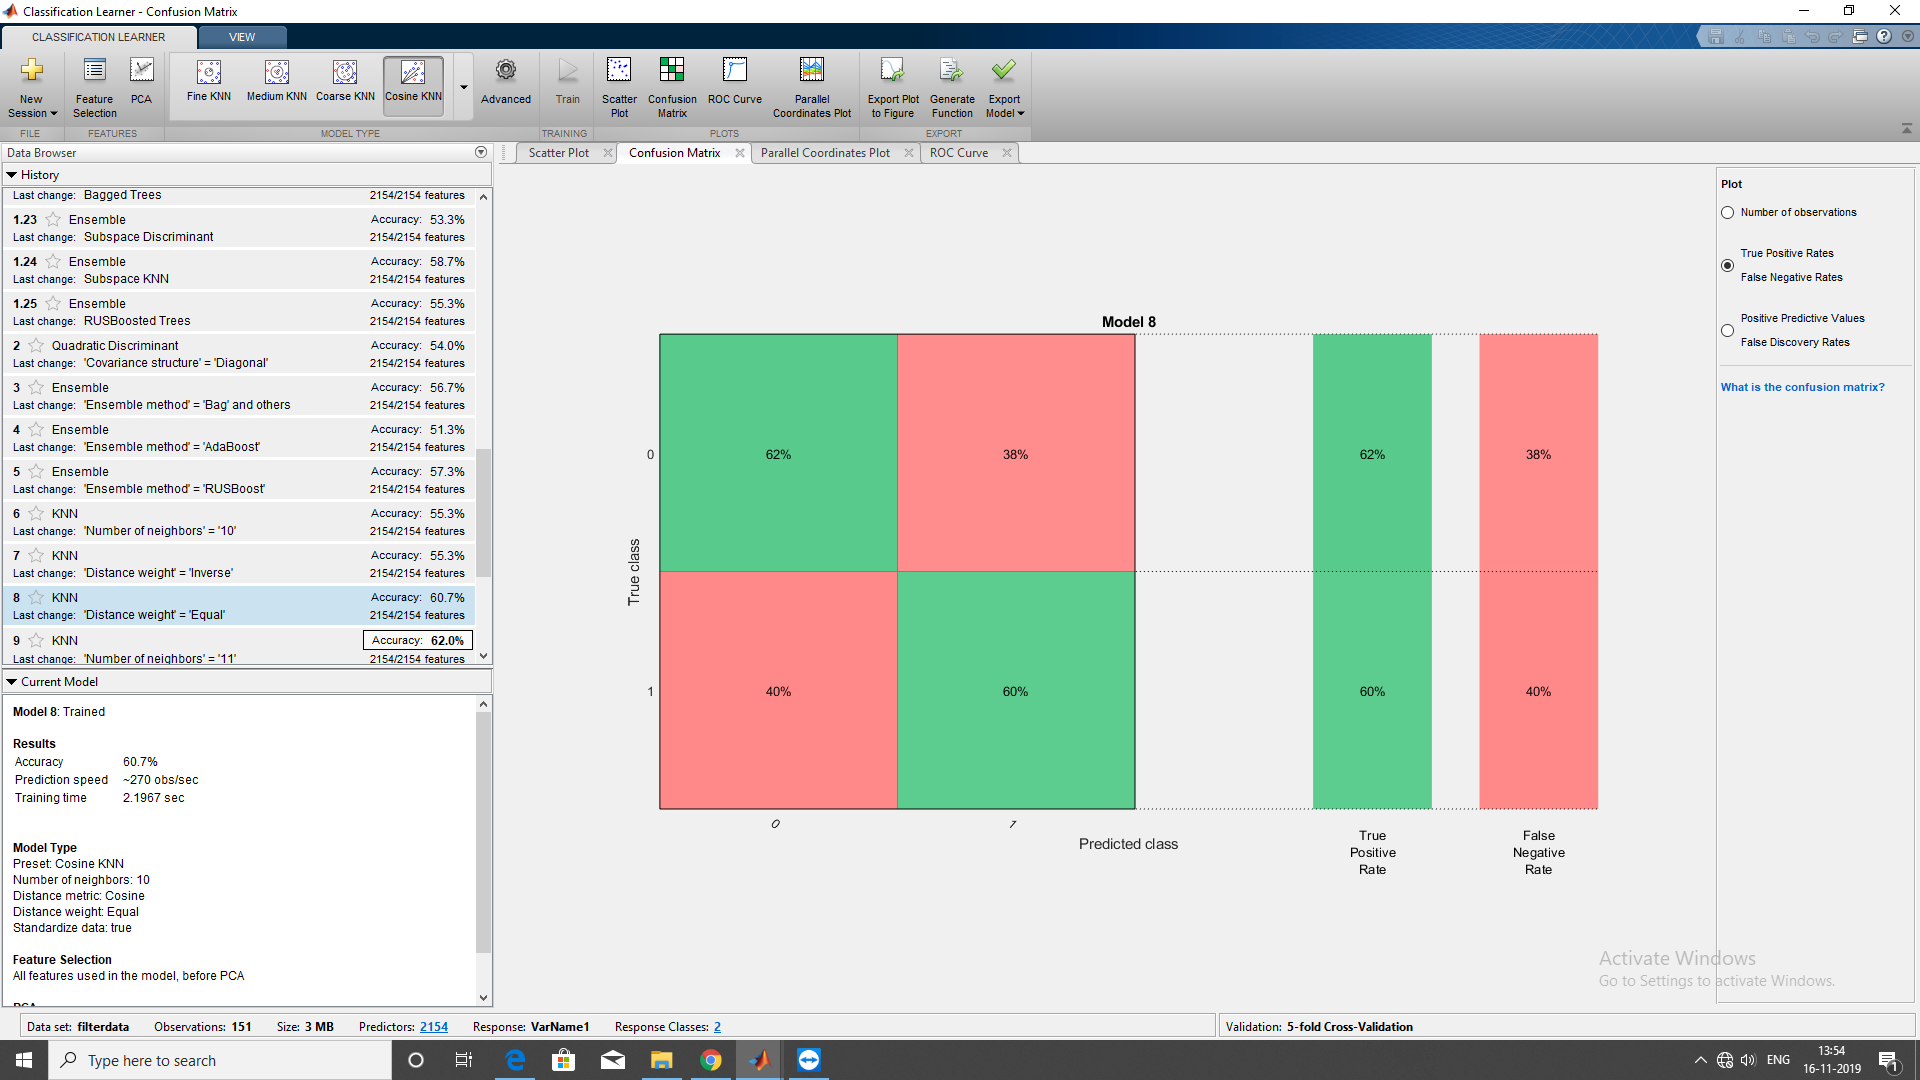 Classification Learner - Confusion Matrix
CLASSIFICATION LEARNER
VIEW
New Session
Feature Selection
PCA
Fine KNN
Medium KNN
Coarse KNN
Cosine KNN
Advanced
Train
Scatter Plot
Confusion Matrix
ROC Curve
Parallel Coordinates Plot
Export Plot to Figure
Generate Function
Export Model
FILE
FEATURES
MODEL TYPE
TRAINING
PLOTS
EXPORT
Data Browser
Scatter Plot
Confusion Matrix
Parallel Coordinates Plot
ROC Curve
History
Last change: Bagged Trees 2154/2154 features
1.23 Ensemble Accuracy: 53.3%
Last change: Subspace Discriminant 2154/2154 features
1.24 Ensemble Accuracy: 58.7%
Last change: Subspace KNN 2154/2154 features
1.25 Ensemble Accuracy: 55.3%
Last change: RUSBoosted Trees 2154/2154 features
2 Quadratic Discriminant Accuracy: 54.0%
Last change: 'Covariance structure' = 'Diagonal' 2154/2154 features
3 Ensemble Accuracy: 56.7%
Last change: 'Ensemble method' = 'Bag' and others 2154/2154 features
4 Ensemble Accuracy: 51.3%
Last change: 'Ensemble method' = 'AdaBoost' 2154/2154 features
5 Ensemble Accuracy: 57.3%
Last change: 'Ensemble method' = 'RUSBoost' 2154/2154 features
6 KNN Accuracy: 55.3%
Last change: 'Number of neighbors' = '10' 2154/2154 features
7 KNN Accuracy: 55.3%
Last change: 'Distance weight' = 'Inverse' 2154/2154 features
8 KNN Accuracy: 60.7%
Last change: 'Distance weight' = 'Equal' 2154/2154 features
9 KNN Accuracy: 62.0%
Last change: 'Number of neighbors' = '11' 2154/2154 features
Current Model
Model 8: Trained
Results
Accuracy 60.7%
Prediction speed ~270 obs/sec
Training time 2.1967 sec
Model Type
Preset: Cosine KNN
Number of neighbors: 10
Distance metric: Cosine
Distance weight: Equal
Standardize data: true
Feature Selection
All features used in the model, before PCA
PCA
Model 8
True class
0
62%
38%
62%
38%
1
40%
60%
60%
40%
0
1
Predicted class
True
Positive
Rate
False
Negative
Rate
Plot
Number of observations
True Positive Rates
False Negative Rates
Positive Predictive Values
False Discovery Rates
What is the confusion matrix?
Activate Windows
Go to Settings to activate Windows.
Data set: filterdata Observations: 151 Size: 3 MB Predictors: 2154 Response: VarName1 Response Classes: 2
Validation: 5-fold Cross-Validation
Type here to search
ENG
13:54
16-11-2019
1